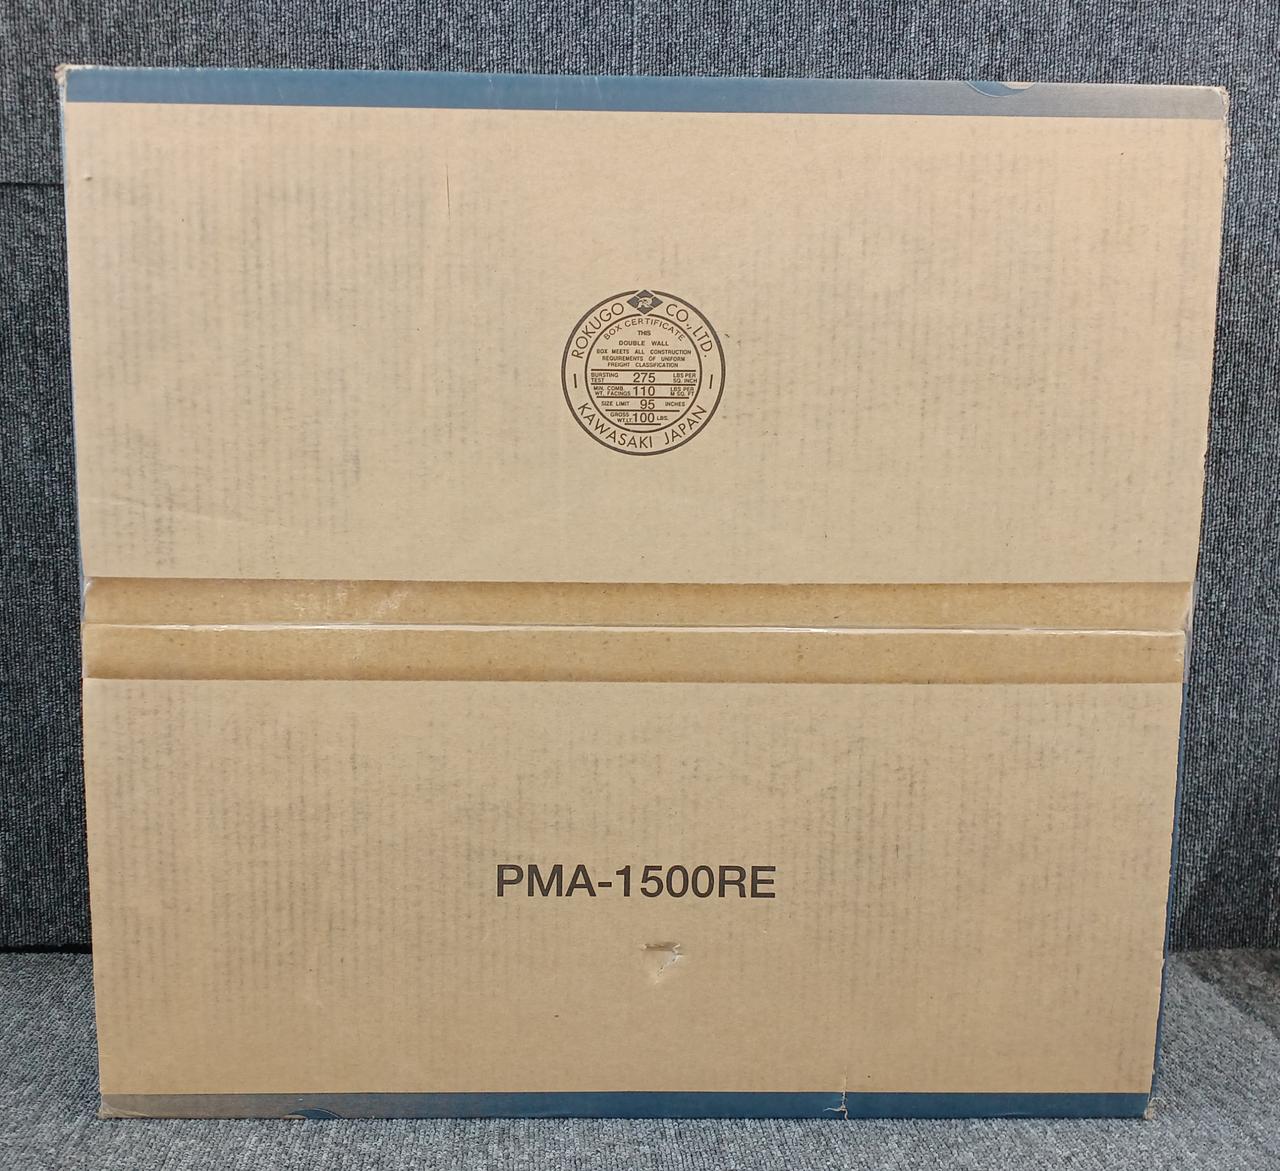 ROKUGO CO., LTD.
BOX CERTIFICATE
THIS
DOUBLE WALL
BOX MEETS ALL CONSTRUCTION
REQUIREMENTS OF UNIFORM
FREIGHT CLASSIFICATION
BURSTING TEST 275 LBS PER SQ. INCH
MIN. COMB. WT. FACINGS 110 LBS PER M SQ. FT
SIZE LIMIT 95 INCHES
GROSS WT.LT. 100 LBS.
KAWASAKI JAPAN
PMA-1500RE